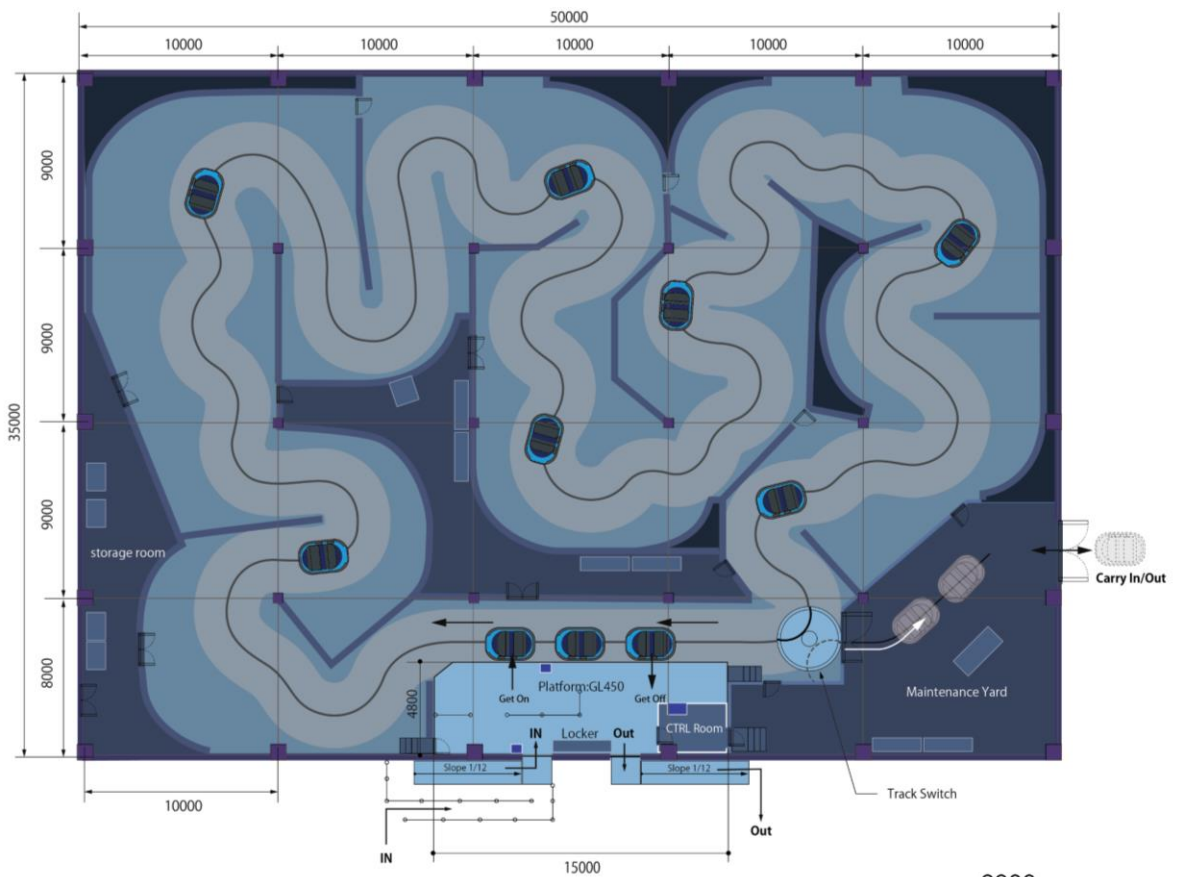 50000
10000
10000
10000
10000
10000
35000
9000
9000
9000
8000
storage room
Carry In/Out
Maintenance Yard
4800
Platform:GL450
Get On
Get Off
CTRL Room
IN
Locker
Out
Slope 1/12
Slope 1/12
10000
Track Switch
Out
IN
15000